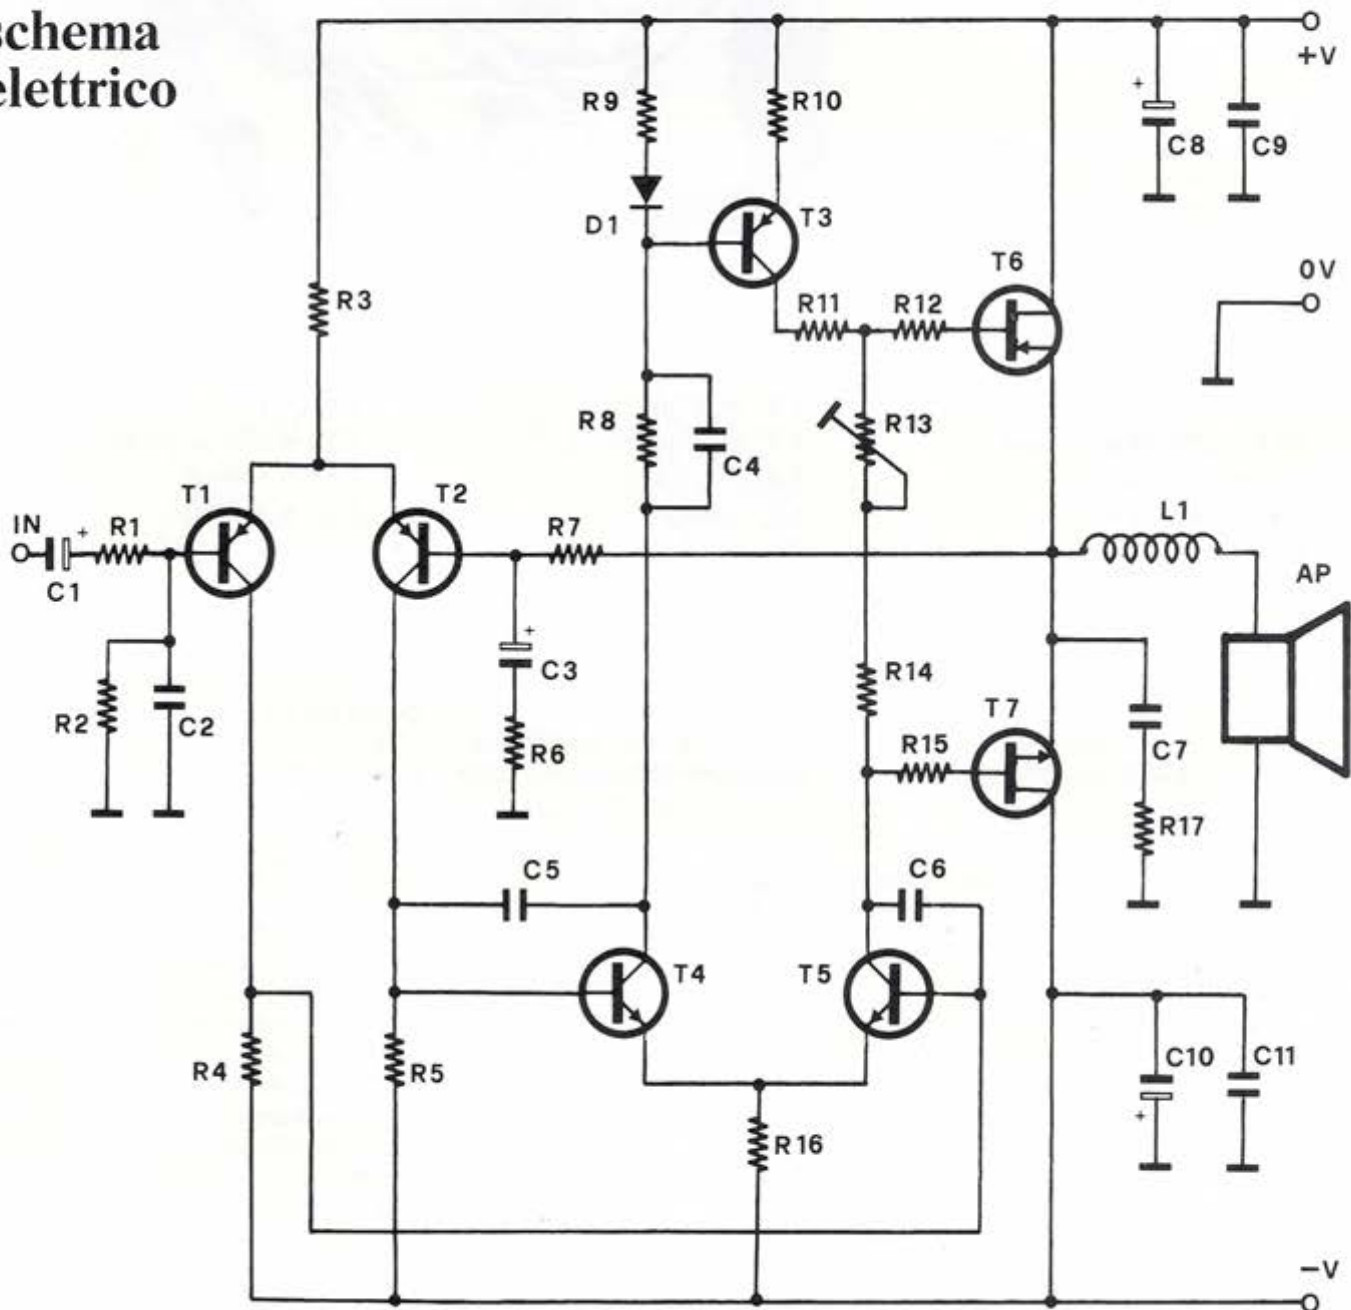 schema
elettrico
+V
R9
R10
C8
C9
D1
T3
0V
T6
R3
R11
R12
R8
R13
C4
T1
T2
IN
+
R1
R7
L1
C1
AP
+
C3
R14
R2
C2
R6
T7
R15
C7
R17
C5
C6
T4
T5
R4
R5
C10
C11
+
R16
-V
+